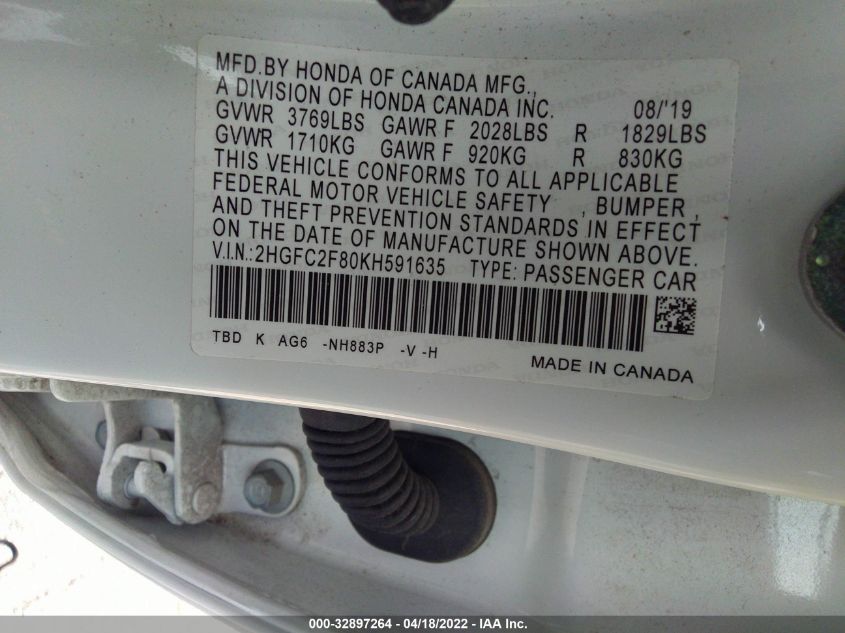 MFD.BY HONDA OF CANADA MFG.,
A DIVISION OF HONDA CANADA INC. 08/'19
GVWR 3769LBS GAWR F 2028LBS R 1829LBS
GVWR 1710KG GAWR F 920KG R 830KG
THIS VEHICLE CONFORMS TO ALL APPLICABLE
FEDERAL MOTOR VEHICLE SAFETY , BUMPER ,
AND THEFT PREVENTION STANDARDS IN EFFECT
ON THE DATE OF MANUFACTURE SHOWN ABOVE.
V.I.N.: 2HGFC2F80KH591635 TYPE: PASSENGER CAR
TBD K AG6 -NH883P -V -H
MADE IN CANADA
000-32897264 - 04/18/2022 - IAA Inc.